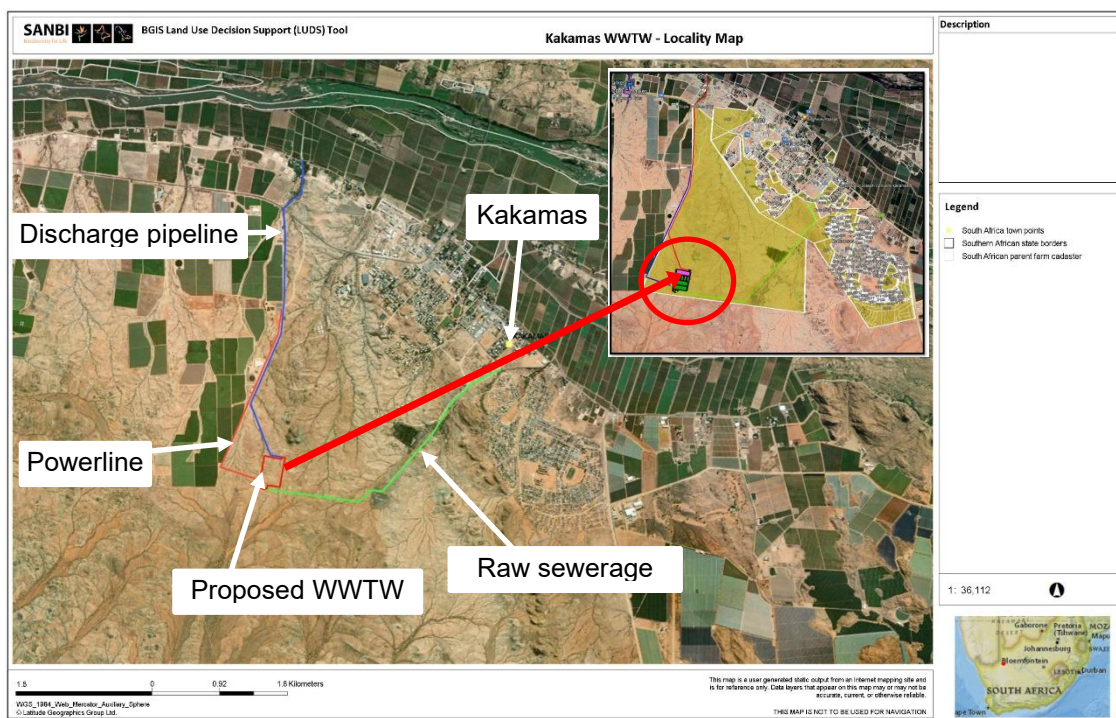 SANBI
Biodiversity for Life
BGIS Land Use Decision Support (LUDS) Tool
Kakamas WWTW - Locality Map
Description
Kakamas
Discharge pipeline
Powerline
Proposed WWTW
Raw sewerage
KAKAMAS
Legend
South Africa town points
Southern African state borders
South African parent farm cadaster
1: 36,112
Gaborone
Pretoria
(Tshwane)
MOZ
Johannesburg
Bloemfontein
LESOTHO
Durban
SOUTH AFRICA
ape Town
1.8 0 0.92 1.8 Kilometers
WGS_1984_Web_Mercator_Auxiliary_Sphere
© Latitude Geographics Group Ltd.
This map is a user generated static output from an Internet mapping site and
is for reference only. Data layers that appear on this map may or may not be
accurate, current, or otherwise reliable.
THIS MAP IS NOT TO BE USED FOR NAVIGATION